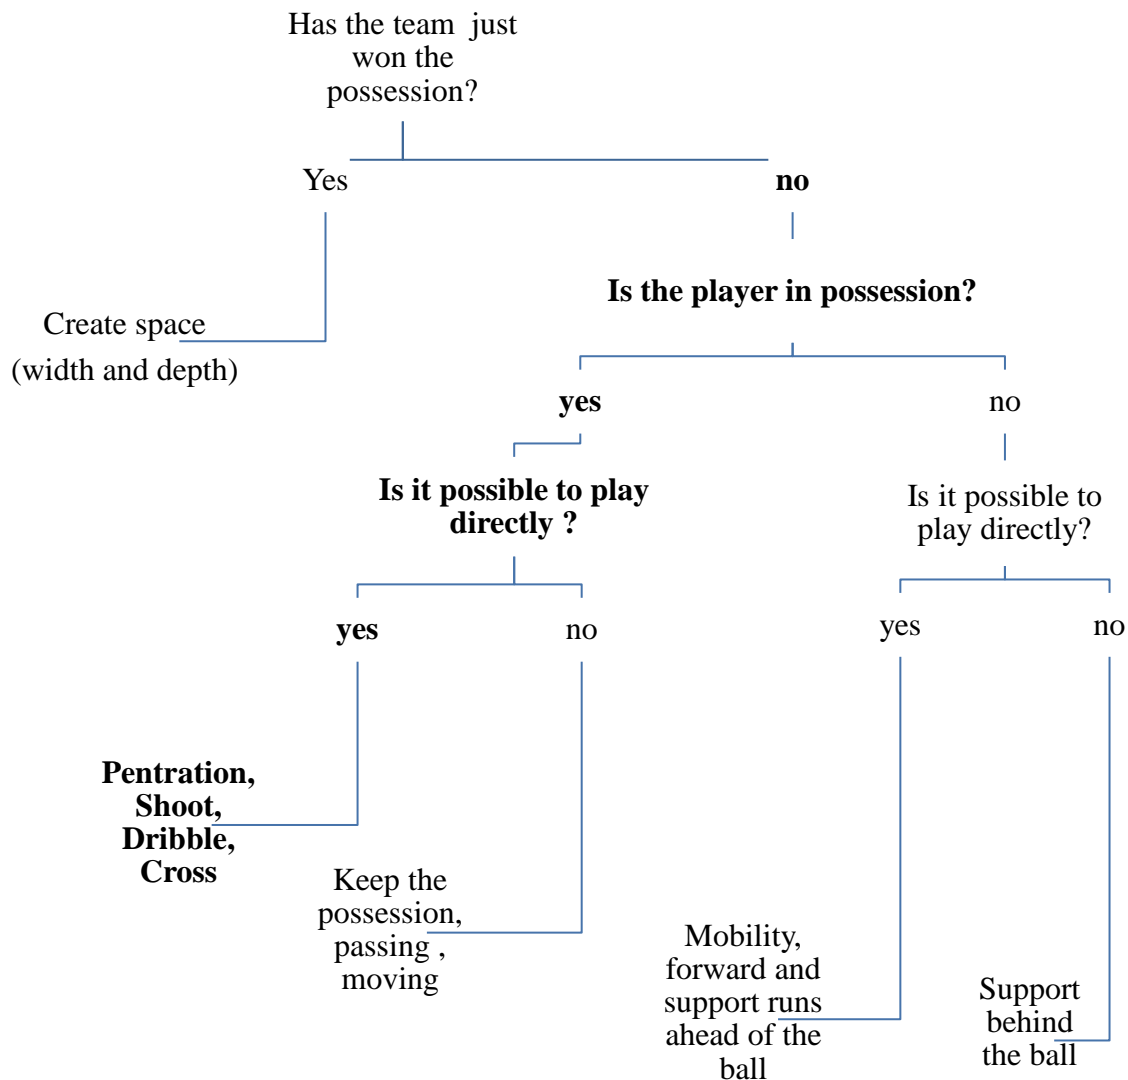 Has the team just
won the
possession?
Yes
no
Is the player in possession?
Create space
(width and depth)
yes
no
Is it possible to play
directly ?
Is it possible to
play directly?
yes
no
yes
no
Pentration,
Shoot,
Dribble,
Cross
Keep the
possession,
passing ,
moving
Mobility,
forward and
support runs
ahead of the
ball
Support
behind
the ball